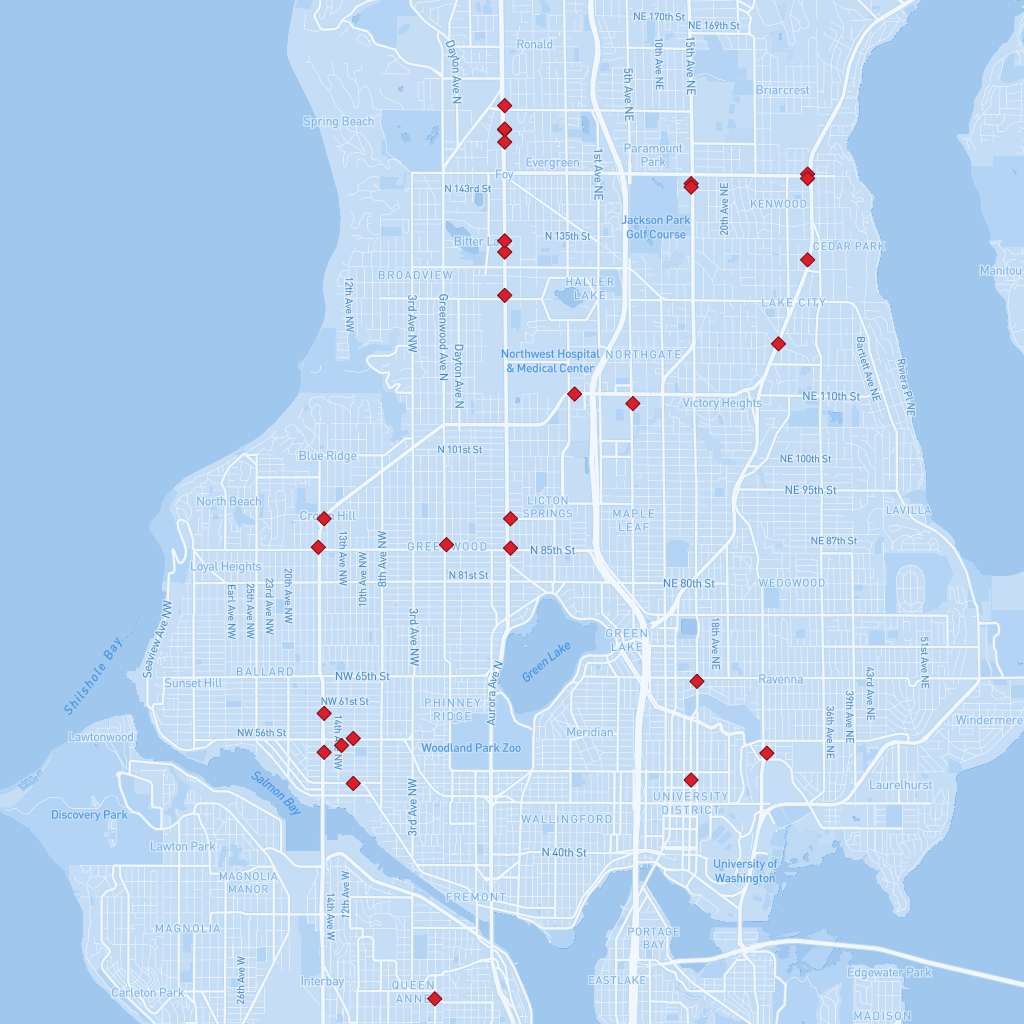 NE 170th St
NE 169th St
Ronald
Dayton Ave N
10th Ave NE
15th Ave NE
5th Ave NE
Briarcrest
Spring Beach
Paramount
Park
Evergreen
1st Ave NE
Foy
N 143rd St
20th Ave NE
KENWOOD
Jackson Park
Golf Course
N 135th St
Bitter La
CEDAR PARK
BROADVIEW
Manitou
HALLER
LAKE
12th Ave NW
3rd Ave NW
Greenwood Ave N
LAKE CITY
Dayton Ave N
Northwest Hospital
& Medical Center
NORTHGATE
Bartlett Ave NE
Riviera Pl NE
Victory Heights
NE 110th St
N 101st St
Blue Ridge
NE 100th St
NE 95th St
North Beach
LICTON
SPRINGS
MAPLE
LEAF
LAVILLA
Crown Hill
13th Ave NW
8th Ave NW
GREENWOOD
N 85th St
NE 87th St
Loyal Heights
10th Ave NW
N 81st St
NE 80th St
WEDGWOOD
20th Ave NW
23rd Ave NW
25th Ave NW
Earl Ave NW
Seaview Ave NW
3rd Ave NW
18th Ave NE
GREEN
LAKE
Green Lake
51st Ave NE
Shilshole Bay
BALLARD
NW 65th St
Aurora Ave N
Sunset Hill
Ravenna
43rd Ave NE
39th Ave NE
36th Ave NE
NW 61st St
PHINNEY
RIDGE
Windermere
NW 56th St
14th Ave NW
Meridian
Lawtonwood
Woodland Park Zoo
Salmon Bay
Laurelhurst
3rd Ave NW
UNIVERSITY
DISTRICT
Discovery Park
WALLINGFORD
Lawton Park
N 40th St
University of
Washington
MAGNOLIA
MANOR
12th Ave W
14th Ave W
FREMONT
MAGNOLIA
PORTAGE
BAY
26th Ave W
Interbay
QUEEN
ANNE
EASTLAKE
Edgewater Park
Carleton Park
MADISON